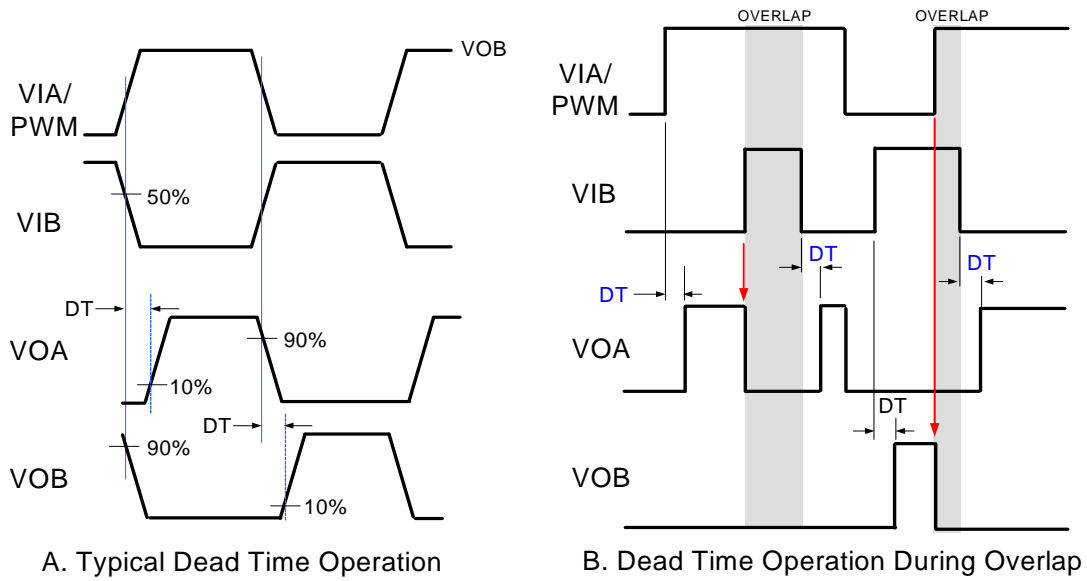 VOB
VIA/
PWM
50%
VIB
DT
90%
VOA
10%
DT
90%
VOB
10%
A. Typical Dead Time Operation
OVERLAP
OVERLAP
VIA/
PWM
VIB
DT
DT
DT
VOA
DT
VOB
B. Dead Time Operation During Overlap